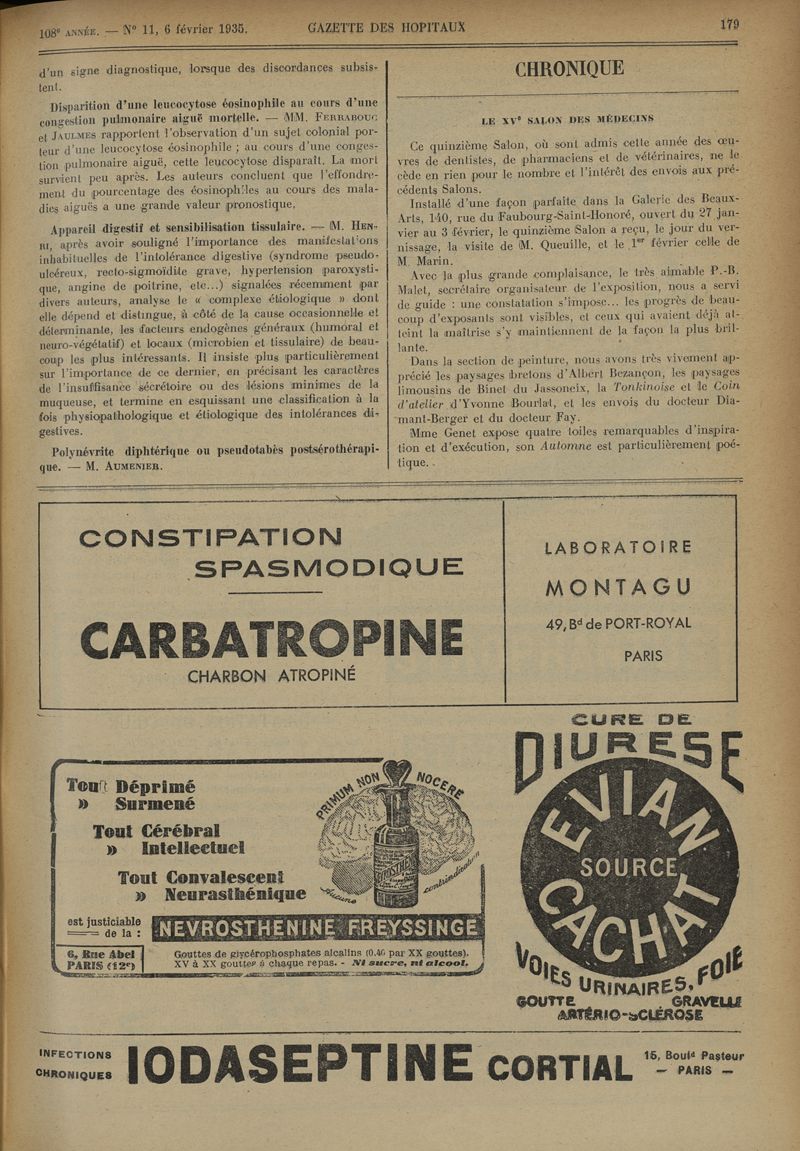 108e ANNÉE. — N° 11, 6 février 1935.
GAZETTE DES HOPITAUX
179
d'un signe diagnostique, lorsque des discordances subsis-
tent.
Disparition d'une leucocytose éosinophile au cours d'une
congestion pulmonaire aiguë mortelle. — MM. FERRABOUC
et JAULMES rapportent l'observation d'un sujet colonial por-
teur d'une leucocytose éosinophile ; au cours d'une conges-
tion pulmonaire aiguë, cette leucocytose disparaît. La mort
survient peu après. Les auteurs concluent que l'effondre-
ment du pourcentage des éosinophiles au cours des mala-
dies aiguës a une grande valeur pronostique.
Appareil digestif et sensibilisation tissulaire. — M. HEN-
RI, après avoir souligné l'importance des manifestations
inhabituelles de l'intolérance digestive (syndrome pseudo-
ulcéreux, recto-sigmoïdite grave, hypertension paroxysti-
que, angine de poitrine, etc...) signalées récemment par
divers auteurs, analyse le « complexe étiologique » dont
elle dépend et distingue, à côté de la cause occasionnelle et
déterminante, les facteurs endogènes généraux (humoral et
neuro-végétatif) et locaux (microbien et tissulaire) de beau-
coup les plus intéressants. Il insiste plus particulièrement
sur l'importance de ce dernier, en précisant les caractères
de l'insuffisance sécrétoire ou des lésions minimes de la
muqueuse, et termine en esquissant une classification à la
fois physiopathologique et étiologique des intolérances di-
gestives.
Polynévrite diphtérique ou pseudotabès postsérothérapi-
que. — M. AUMENIER.
CHRONIQUE
LE XVe SALON DES MÉDECINS
Ce quinzième Salon, où sont admis cette année des œu-
vres de dentistes, de pharmaciens et de vétérinaires, ne le
cède en rien pour le nombre et l'intérêt des envois aux pré-
cédents Salons.
Installé d'une façon parfaite dans la Galerie des Beaux-
Arts, 140, rue du Faubourg-Saint-Honoré, ouvert du 27 jan-
vier au 3 février, le quinzième Salon a reçu, le jour du ver-
nissage, la visite de M. Queuille, et le 1er février celle de
M. Marin.
Avec la plus grande complaisance, le très aimable P.-B.
Malet, secrétaire organisateur de l'exposition, nous a servi
de guide : une constatation s'impose... les progrès de beau-
coup d'exposants sont visibles, et ceux qui avaient déjà at-
teint la maîtrise s'y maintiennent de la façon la plus bril-
lante.
Dans la section de peinture, nous avons très vivement ap-
précié les paysages bretons d'Albert Bezançon, les paysages
limousins de Binet du Jassoneix, la Tonkinoise et le Coin
d'atelier d'Yvonne Bourlat, et les envois du docteur Dia-
mant-Berger et du docteur Fay.
Mme Genet expose quatre toiles remarquables d'inspira-
tion et d'exécution, son Automne est particulièrement poé-
tique.
CONSTIPATION
SPASMODIQUE
CARBATROPINE
CHARBON ATROPINÉ
LABORATOIRE
MONTAGU
49, Bd de PORT-ROYAL
PARIS
Tout Déprimé
» Surmené
Tout Cérébral
» Intellectuel
Tout Convalescent
» Neurasthénique
PRIMUM NON NOCERE
Aucune contrindication
est justiciable
de la :
NEVROSTHENINE FREYSSINGE
6, Rue Abel
PARIS (12e)
Gouttes de glycérophosphates alcalins (0.40 par XX gouttes).
XV à XX gouttes à chaque repas. - Ni sucre, ni alcool.
CURE DE
DIURESE
EVIAN
SOURCE
CACHAT
VOIES URINAIRES, FOIE
GOUTTE GRAVELLE
ARTÉRIO-SCLÉROSE
INFECTIONS
CHRONIQUES
IODASEPTINE CORTIAL
15, Bould Pasteur
— PARIS —